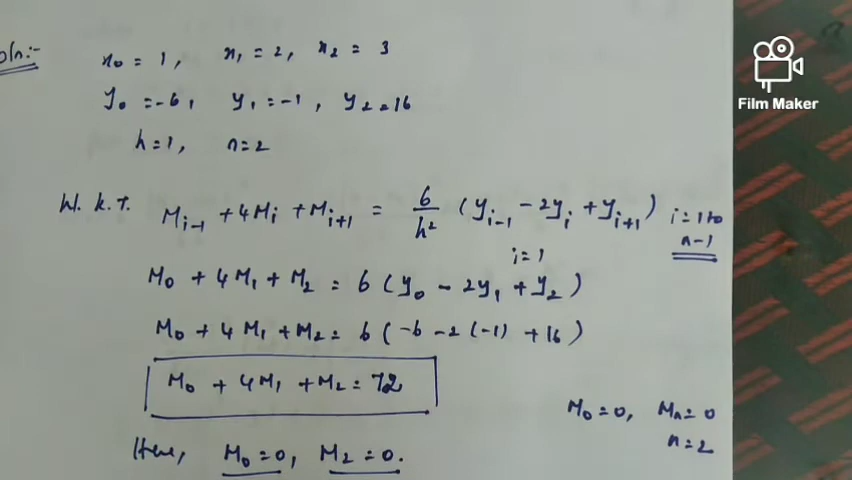 oln:-
x₀ = 1, x₁ = 2, x₂ = 3
y₀ = -6, y₁ = -1, y₂ = 16
h=1, n=2
W. k. T. M_{i-1} + 4M_i + M_{i+1} = 6/h² (y_{i-1} - 2y_i + y_{i+1}) i = 1 to n-1
i = 1
M₀ + 4M₁ + M₂ = 6 (y₀ - 2y₁ + y₂)
M₀ + 4M₁ + M₂ = 6 (-6 -2(-1) + 16)
M₀ + 4M₁ + M₂ = 72
M₀ = 0, M_n = 0
n = 2
Here, M₀ = 0, M₂ = 0.
Film Maker